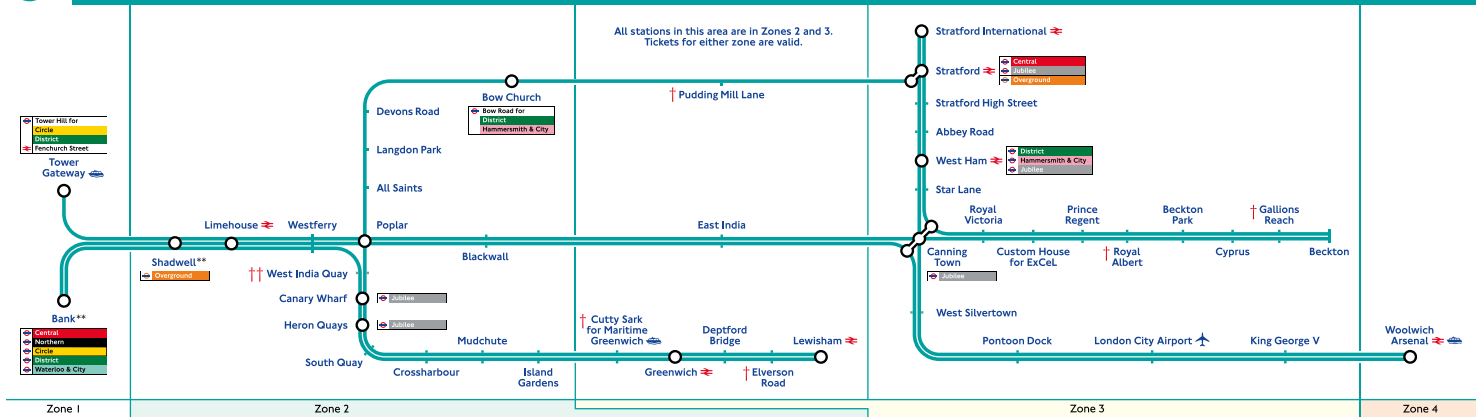 All stations in this area are in Zones 2 and 3.
Tickets for either zone are valid.
Stratford International
Stratford
Central
Jubilee
Overground
Bow Church
Bow Road for
District
Hammersmith & City
† Pudding Mill Lane
Devons Road
Stratford High Street
Tower Hill for
Circle
District
Fenchurch Street
Tower
Gateway
Langdon Park
Abbey Road
West Ham
District
Hammersmith & City
Jubilee
All Saints
Star Lane
Limehouse
Westferry
Poplar
East India
Royal
Victoria
Prince
Regent
Beckton
Park
† Gallions
Reach
Shadwell**
Overground
Blackwall
Canning
Town
Jubilee
Custom House
for ExCeL
† Royal
Albert
Cyprus
Beckton
†† West India Quay
Canary Wharf
Jubilee
Heron Quays
Jubilee
Bank**
Central
Northern
Circle
District
Waterloo & City
West Silvertown
South Quay
Crossharbour
Mudchute
Island
Gardens
† Cutty Sark
for Maritime
Greenwich
Greenwich
Deptford
Bridge
† Elverson
Road
Lewisham
Pontoon Dock
London City Airport
King George V
Woolwich
Arsenal
Zone 1
Zone 2
Zone 3
Zone 4